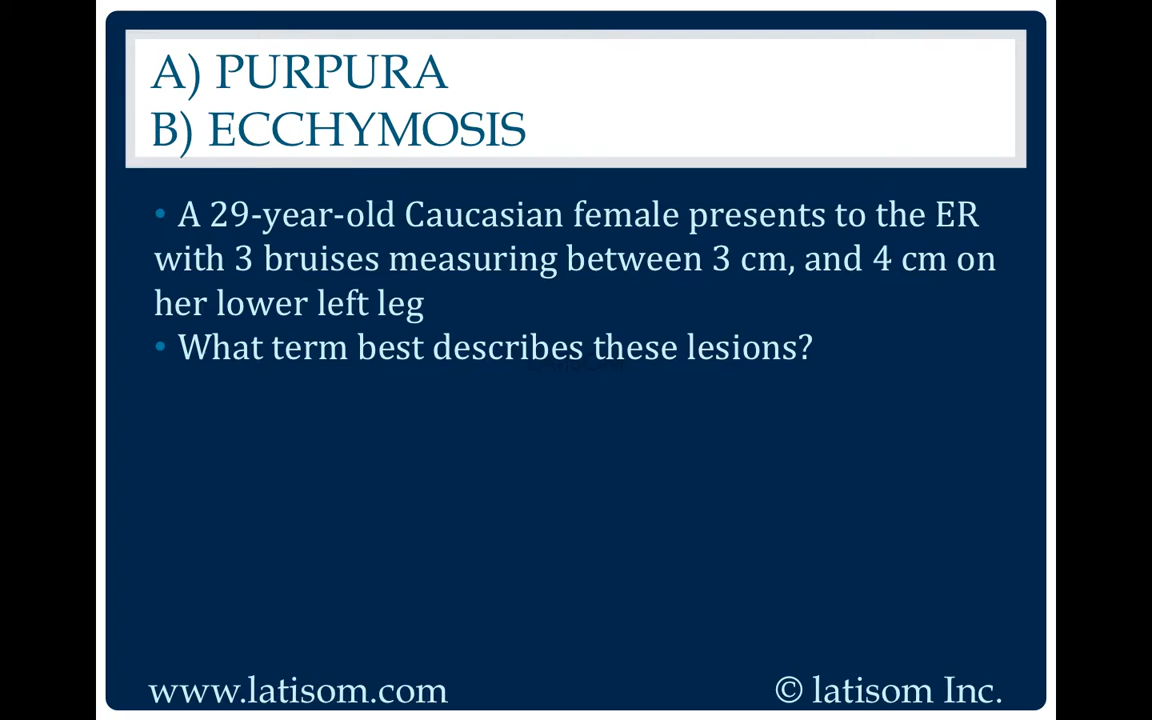 A) PURPURA
B) ECCHYMOSIS
• A 29-year-old Caucasian female presents to the ER
with 3 bruises measuring between 3 cm, and 4 cm on
her lower left leg
• What term best describes these lesions?
www.latisom.com
© latisom Inc.